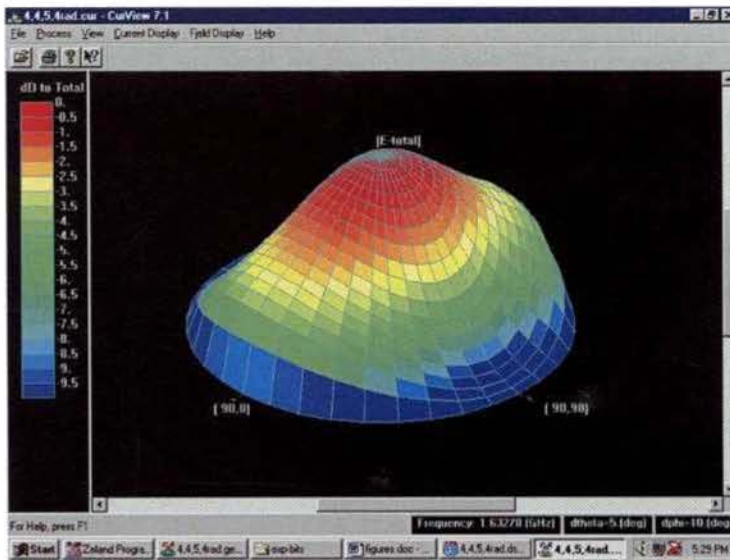 4,4,5,4rad.cur - CurView 7.1
File Process View Current Display Field Display Help
dD to Total
0.
-0.5
-1.
-1.5
-2.
-2.5
-3.
-3.5
-4.
-4.5
-5.
-5.5
-6.
-6.5
-7.
-7.5
-8.
-8.5
-9.
-9.5
[E-total]
( 90,0)
( 90,90)
For Help, press F1
Frequency: 1.63270 (GHz) dtheta=5 (deg) dphi=10 (deg
Start
Zeland Progra...
4,4,5,4rad.ge...
figures.doc - ...
4,4,5,4rad.ds...
4,4,5,4rad....
5:29 PM